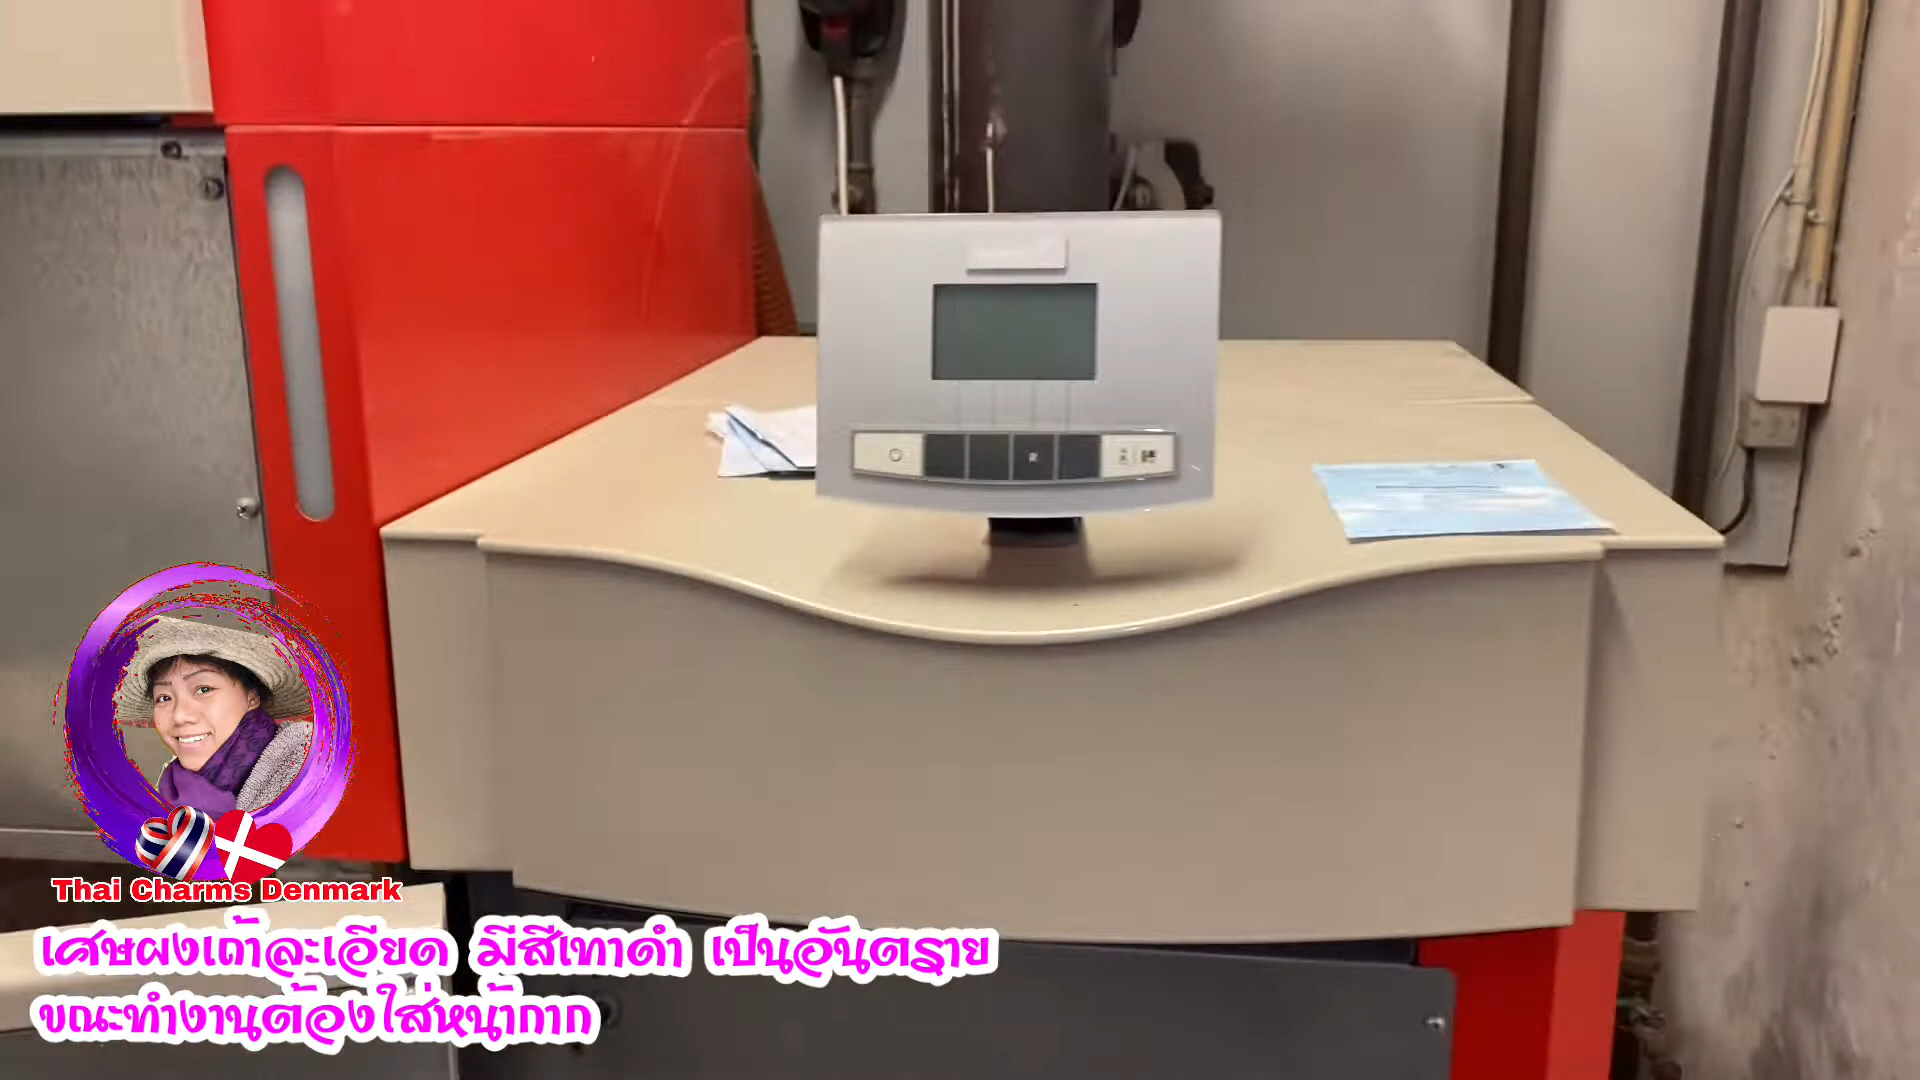 Thai Charms Denmark
เศษผงเถ้าละเอียด มีสีเทาดำ เป็นอันตราย
ขณะทำงานต้องใส่หน้ากาก